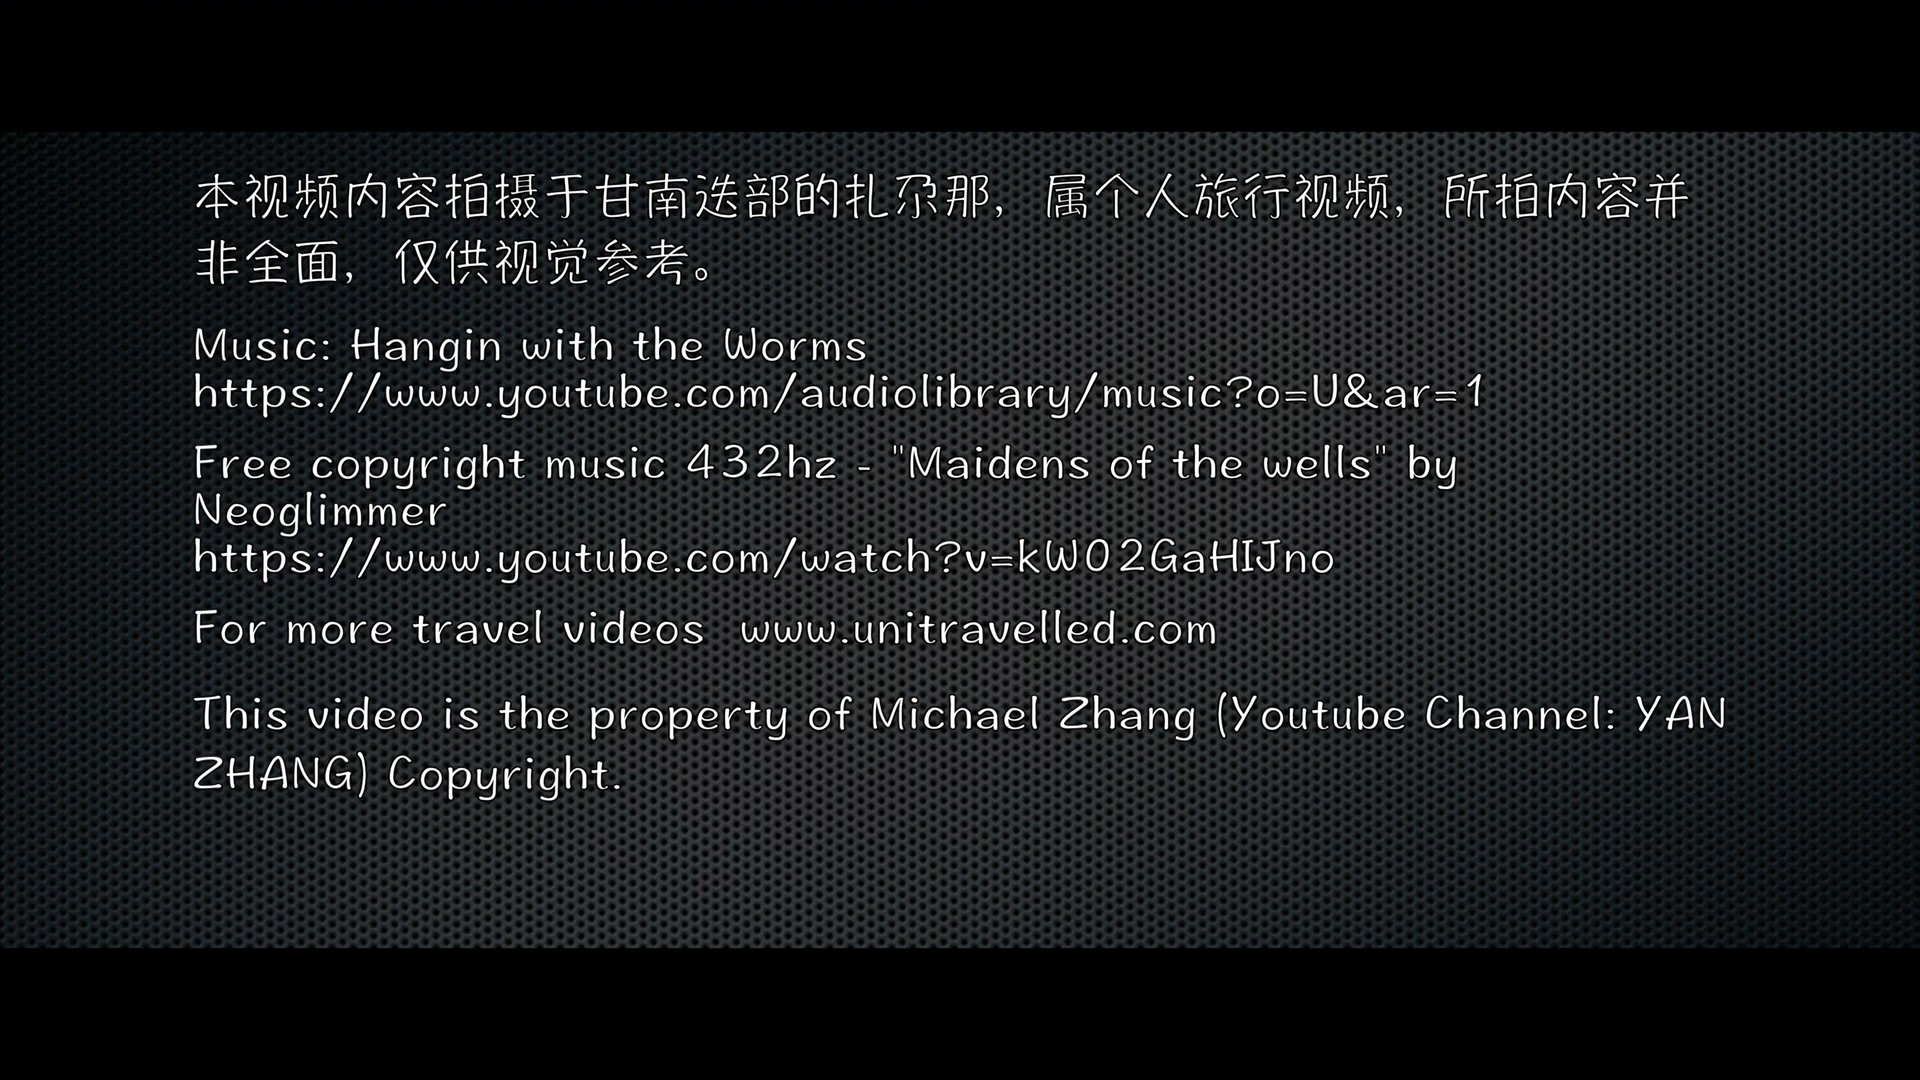 本视频内容拍摄于甘南迭部的扎尕那，属个人旅行视频，所拍内容并
非全面，仅供视觉参考。
Music: Hangin with the Worms
https://www.youtube.com/audiolibrary/music?o=U&ar=1
Free copyright music 432hz - "Maidens of the wells" by
Neoglimmer
https://www.youtube.com/watch?v=kW02GaHIJno
For more travel videos  www.unitravelled.com
This video is the property of Michael Zhang (Youtube Channel: YAN
ZHANG) Copyright.